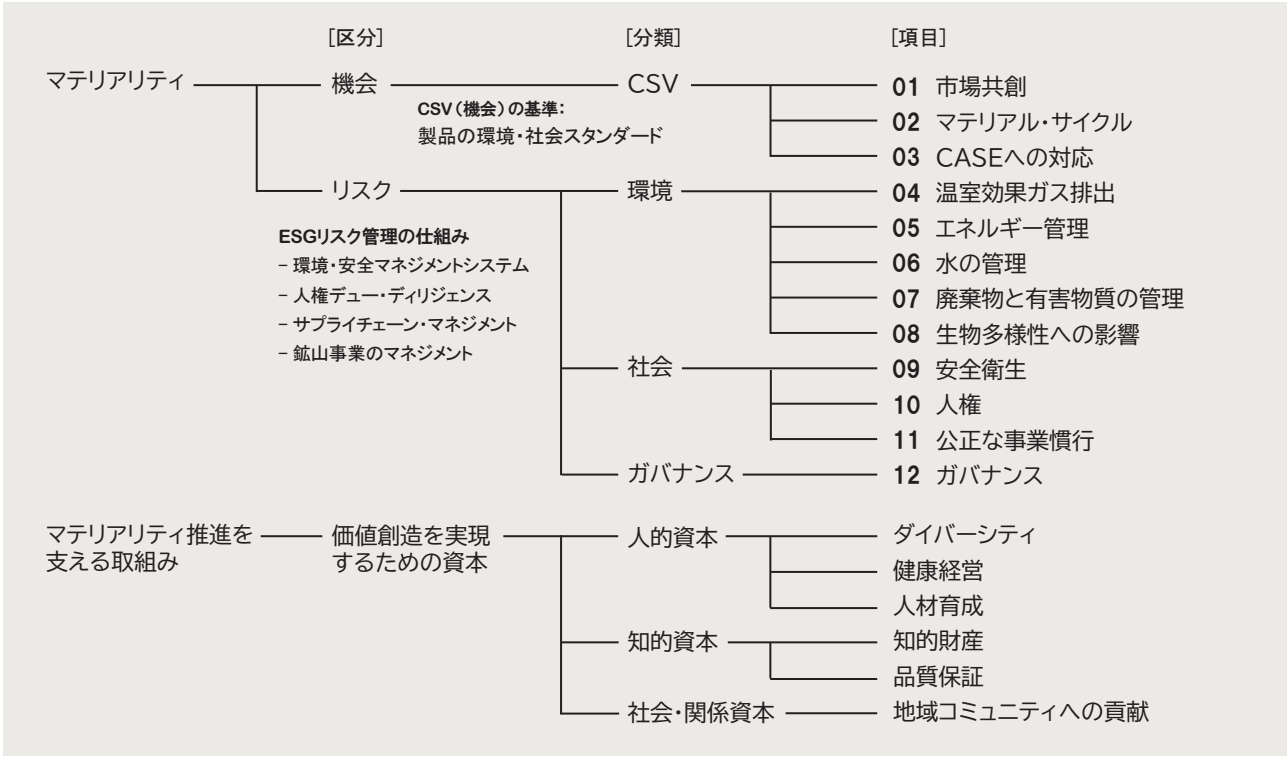 [区分] [分類] [項目]
マテリアリティ 機会 CSV 01 市場共創
CSV(機会)の基準:
製品の環境・社会スタンダード
02 マテリアル・サイクル
03 CASEへの対応
リスク 環境 04 温室効果ガス排出
ESGリスク管理の仕組み
– 環境・安全マネジメントシステム
– 人権デュー・ディリジェンス
– サプライチェーン・マネジメント
– 鉱山事業のマネジメント
05 エネルギー管理
06 水の管理
07 廃棄物と有害物質の管理
08 生物多様性への影響
社会 09 安全衛生
10 人権
11 公正な事業慣行
ガバナンス 12 ガバナンス
マテリアリティ推進を
支える取組み
価値創造を実現
するための資本
人的資本 ダイバーシティ
健康経営
人材育成
知的資本 知的財産
品質保証
社会・関係資本 地域コミュニティへの貢献